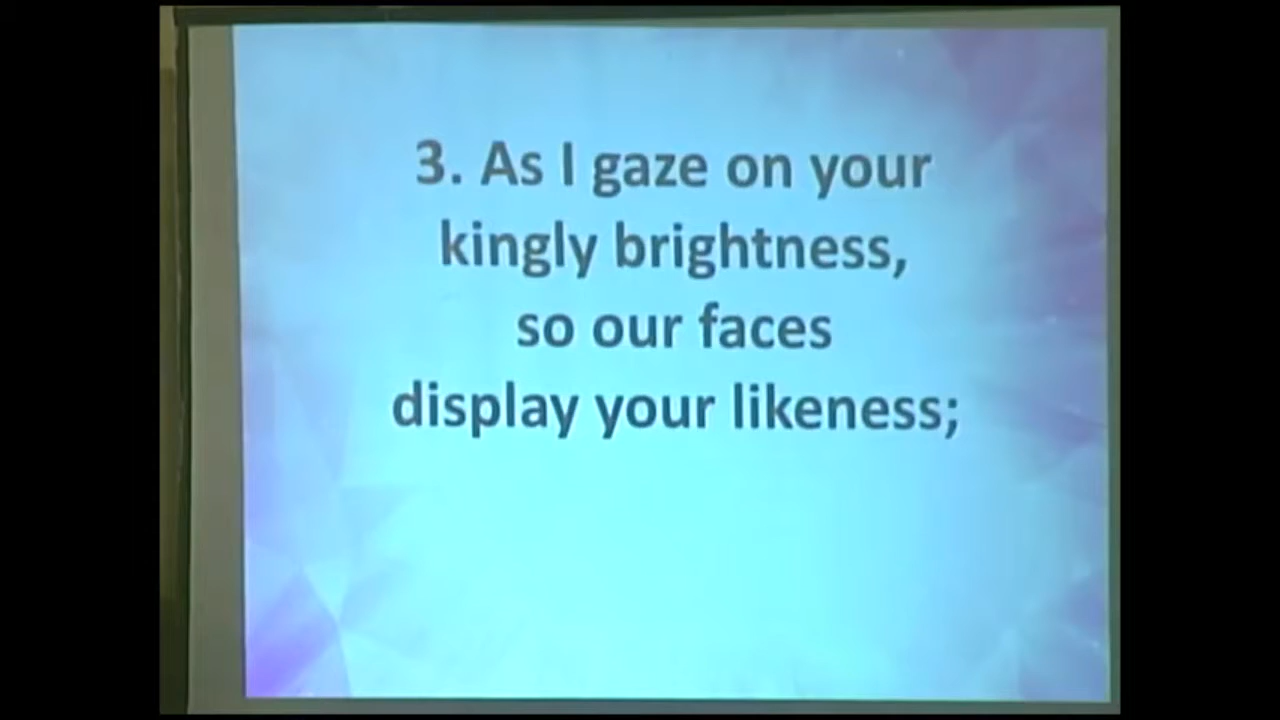 3. As I gaze on your
kingly brightness,
so our faces
display your likeness;